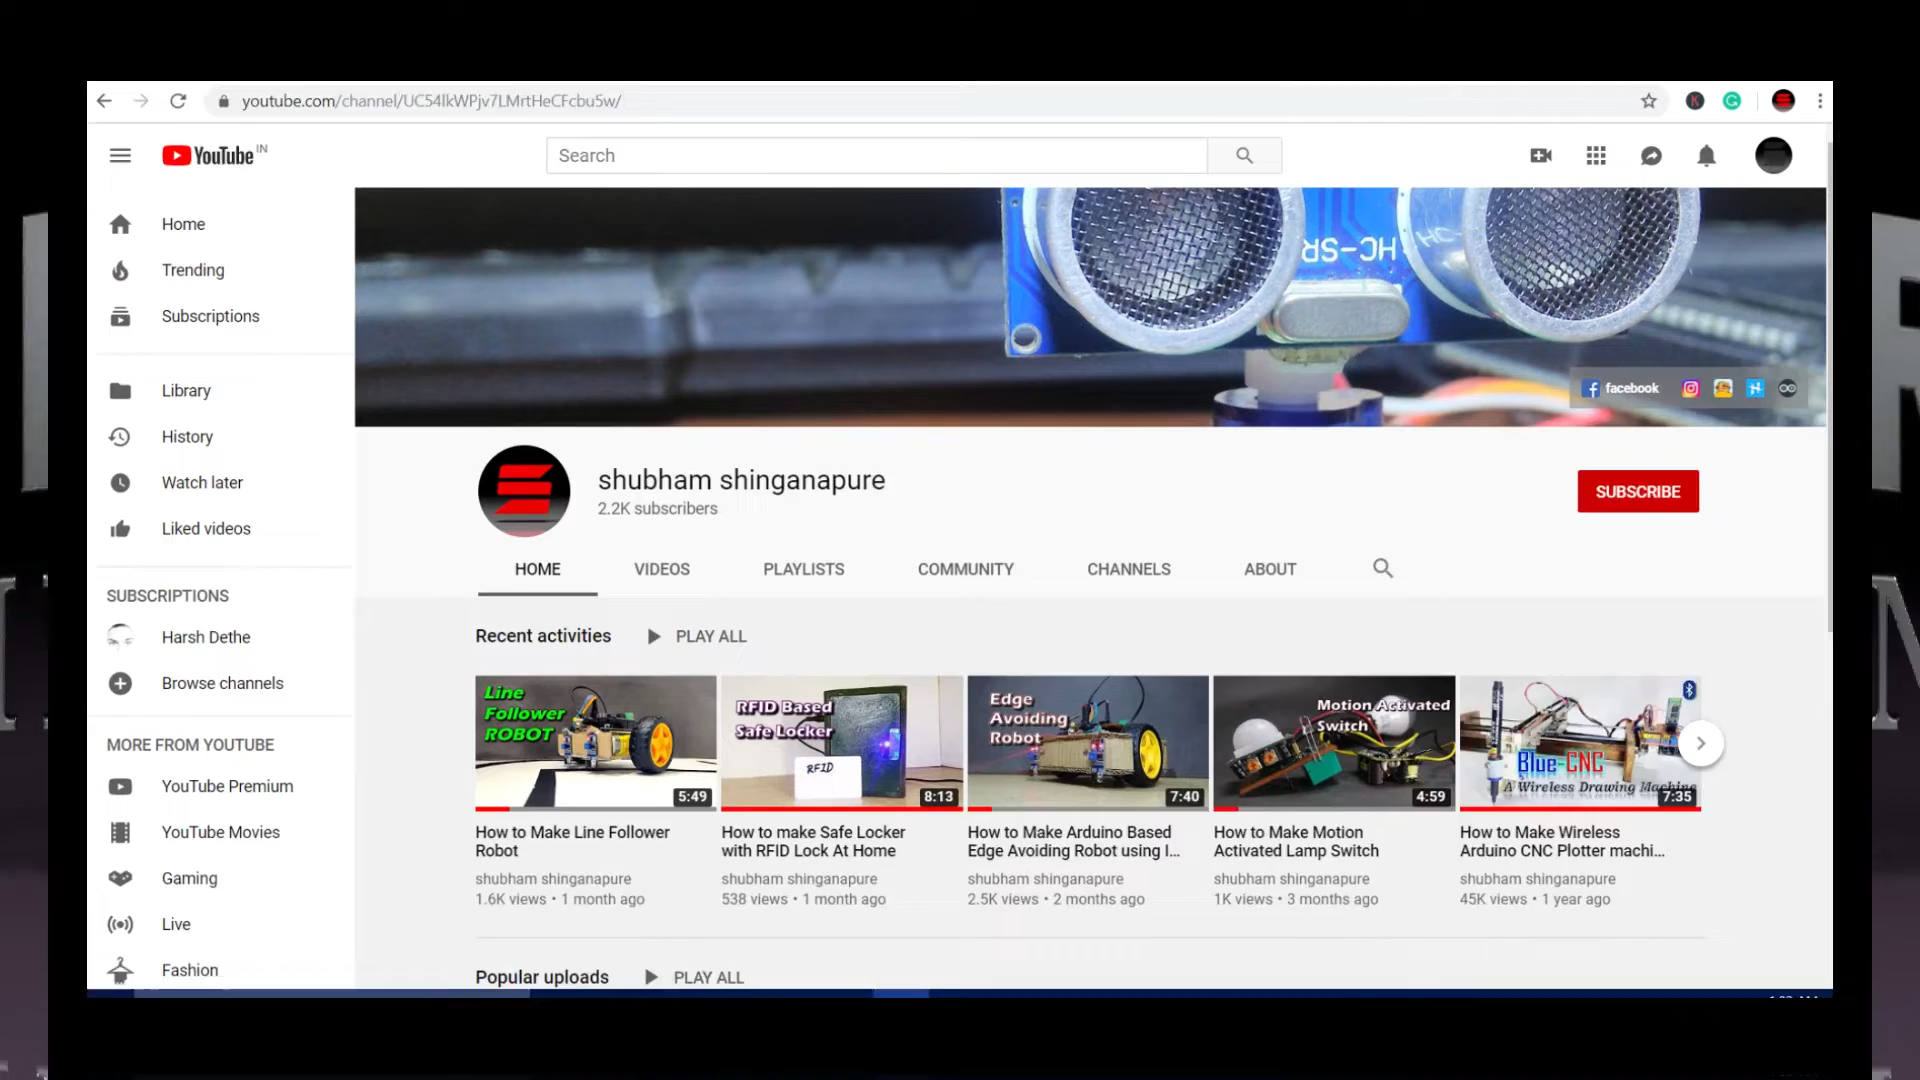 youtube.com/channel/UC54lkWPjv7LMrtHeCFcbu5w/
YouTube IN
Search
Home
Trending
Subscriptions
Library
History
Watch later
Liked videos
SUBSCRIPTIONS
Harsh Dethe
Browse channels
MORE FROM YOUTUBE
YouTube Premium
YouTube Movies
Gaming
Live
Fashion
HC-SR
facebook
shubham shinganapure
2.2K subscribers
SUBSCRIBE
HOME VIDEOS PLAYLISTS COMMUNITY CHANNELS ABOUT
Recent activities PLAY ALL
Line
Follower
ROBOT
5:49
How to Make Line Follower
Robot
shubham shinganapure
1.6K views • 1 month ago
RFID Based
Safe Locker
RFID
8:13
How to make Safe Locker
with RFID Lock At Home
shubham shinganapure
538 views • 1 month ago
Edge
Avoiding
Robot
7:40
How to Make Arduino Based
Edge Avoiding Robot using I...
shubham shinganapure
2.5K views • 2 months ago
Motion Activated
Switch
4:59
How to Make Motion
Activated Lamp Switch
shubham shinganapure
1K views • 3 months ago
Blue-CNC
A Wireless Drawing Machine
7:35
How to Make Wireless
Arduino CNC Plotter machi...
shubham shinganapure
45K views • 1 year ago
Popular uploads PLAY ALL